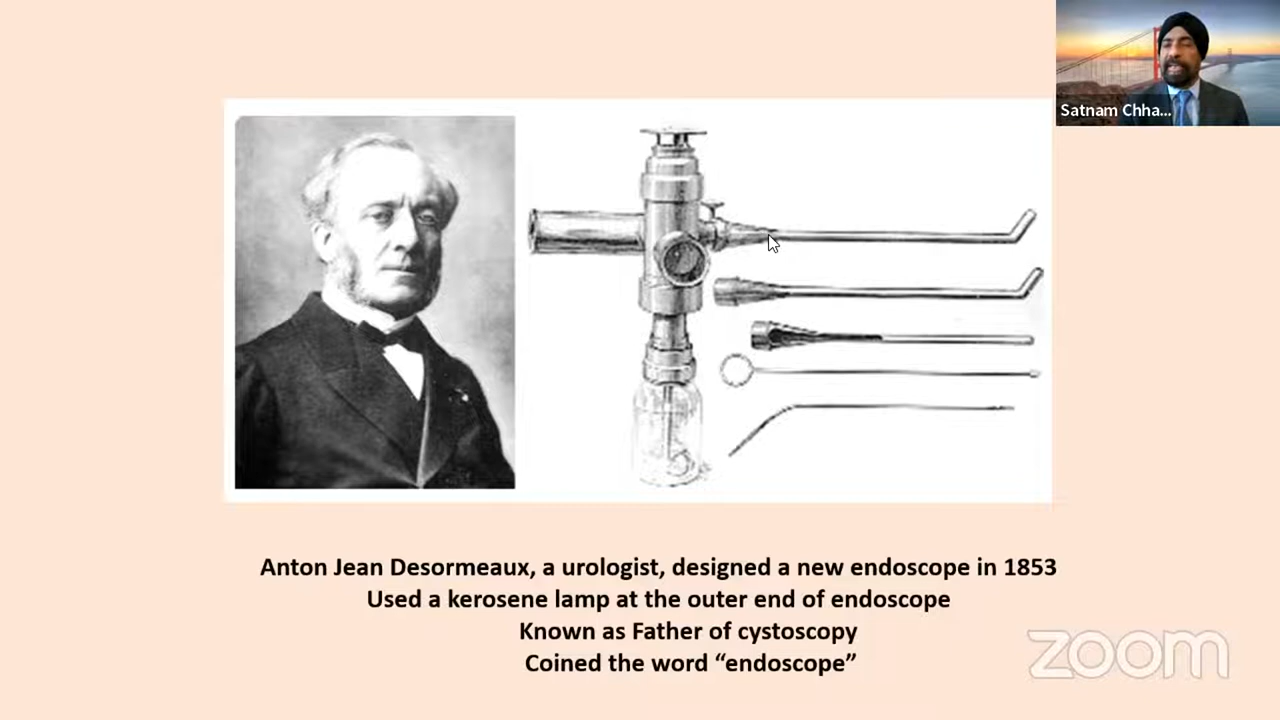 Satnam Chha...
Anton Jean Desormeaux, a urologist, designed a new endoscope in 1853
Used a kerosene lamp at the outer end of endoscope
Known as Father of cystoscopy
Coined the word “endoscope”
zoom